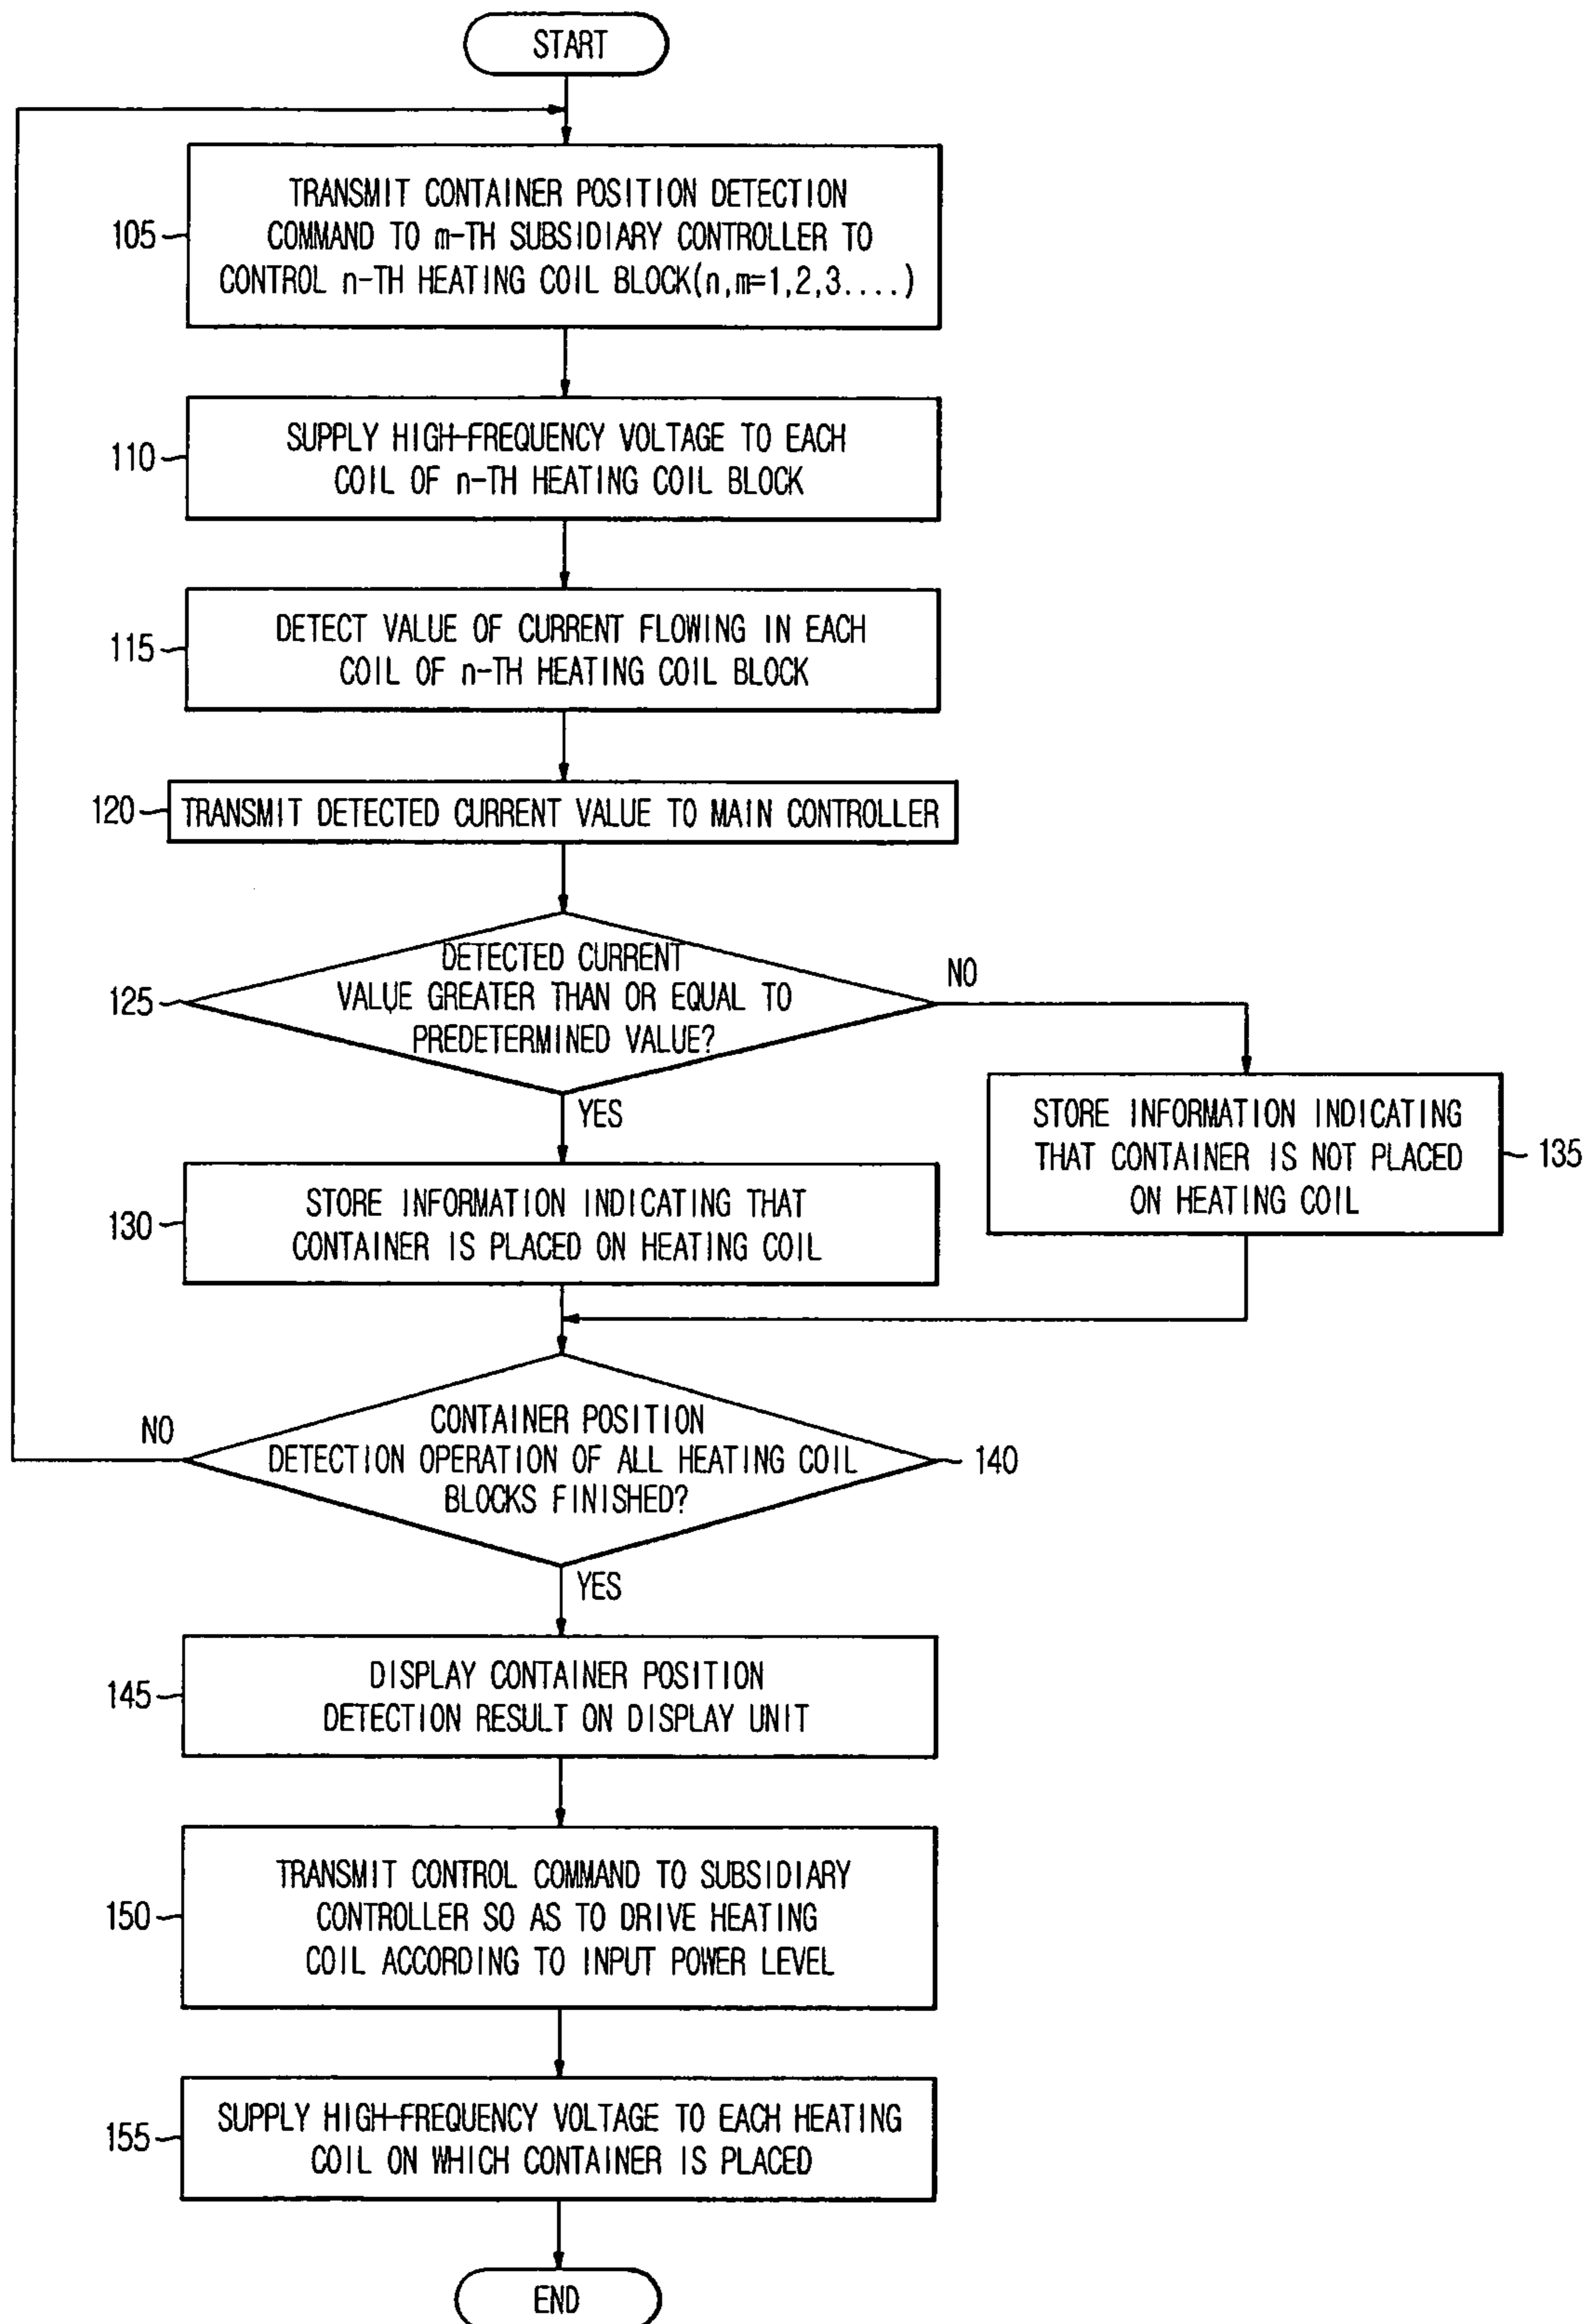 START
TRANSMIT CONTAINER POSITION DETECTION
COMMAND TO m-TH SUBSIDIARY CONTROLLER TO
CONTROL n-TH HEATING COIL BLOCK(n,m=1,2,3....)
105
SUPPLY HIGH-FREQUENCY VOLTAGE TO EACH
COIL OF n-TH HEATING COIL BLOCK
110
DETECT VALUE OF CURRENT FLOWING IN EACH
COIL OF n-TH HEATING COIL BLOCK
115
120
TRANSMIT DETECTED CURRENT VALUE TO MAIN CONTROLLER
DETECTED CURRENT
VALUE GREATER THAN OR EQUAL TO
PREDETERMINED VALUE?
125
NO
YES
STORE INFORMATION INDICATING
THAT CONTAINER IS NOT PLACED
ON HEATING COIL
135
STORE INFORMATION INDICATING THAT
CONTAINER IS PLACED ON HEATING COIL
130
CONTAINER POSITION
DETECTION OPERATION OF ALL HEATING COIL
BLOCKS FINISHED?
NO
140
YES
DISPLAY CONTAINER POSITION
DETECTION RESULT ON DISPLAY UNIT
145
TRANSMIT CONTROL COMMAND TO SUBSIDIARY
CONTROLLER SO AS TO DRIVE HEATING
COIL ACCORDING TO INPUT POWER LEVEL
150
SUPPLY HIGH-FREQUENCY VOLTAGE TO EACH HEATING
COIL ON WHICH CONTAINER IS PLACED
155
END